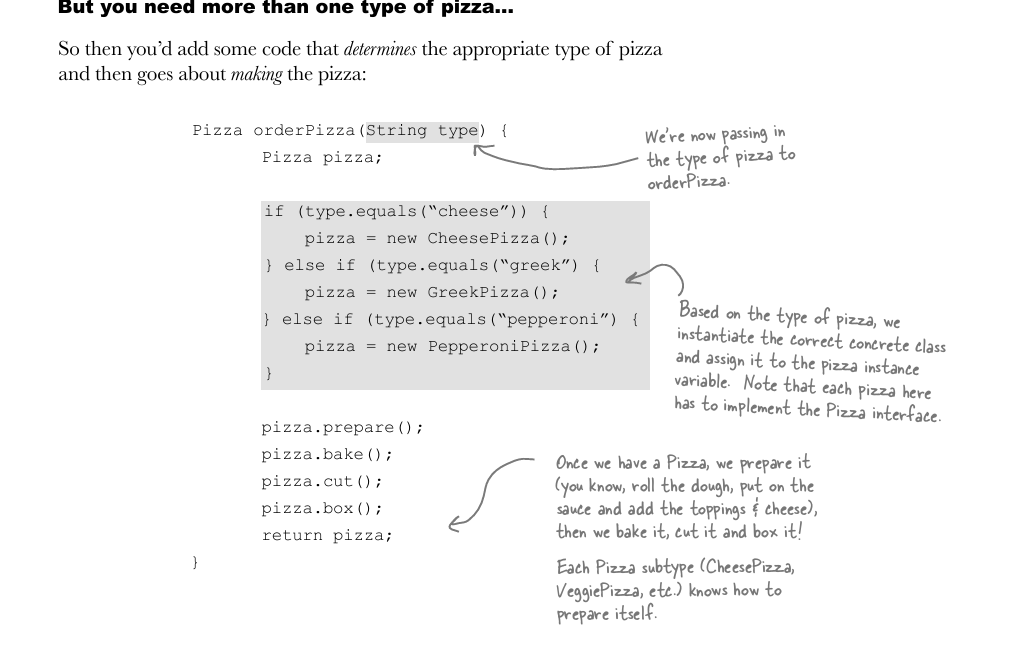 But you need more than one type of pizza...
So then you’d add some code that determines the appropriate type of pizza
and then goes about making the pizza:
Pizza orderPizza(String type) {
Pizza pizza;
We're now passing in
the type of pizza to
orderPizza.
if (type.equals(“cheese”)) {
pizza = new CheesePizza();
} else if (type.equals(“greek”) {
pizza = new GreekPizza();
} else if (type.equals(“pepperoni”) {
pizza = new PepperoniPizza();
}
Based on the type of pizza, we
instantiate the correct concrete class
and assign it to the pizza instance
variable. Note that each pizza here
has to implement the Pizza interface.
pizza.prepare();
pizza.bake();
pizza.cut();
pizza.box();
return pizza;
}
Once we have a Pizza, we prepare it
(you know, roll the dough, put on the
sauce and add the toppings & cheese),
then we bake it, cut it and box it!
Each Pizza subtype (CheesePizza,
VeggiePizza, etc.) knows how to
prepare itself.